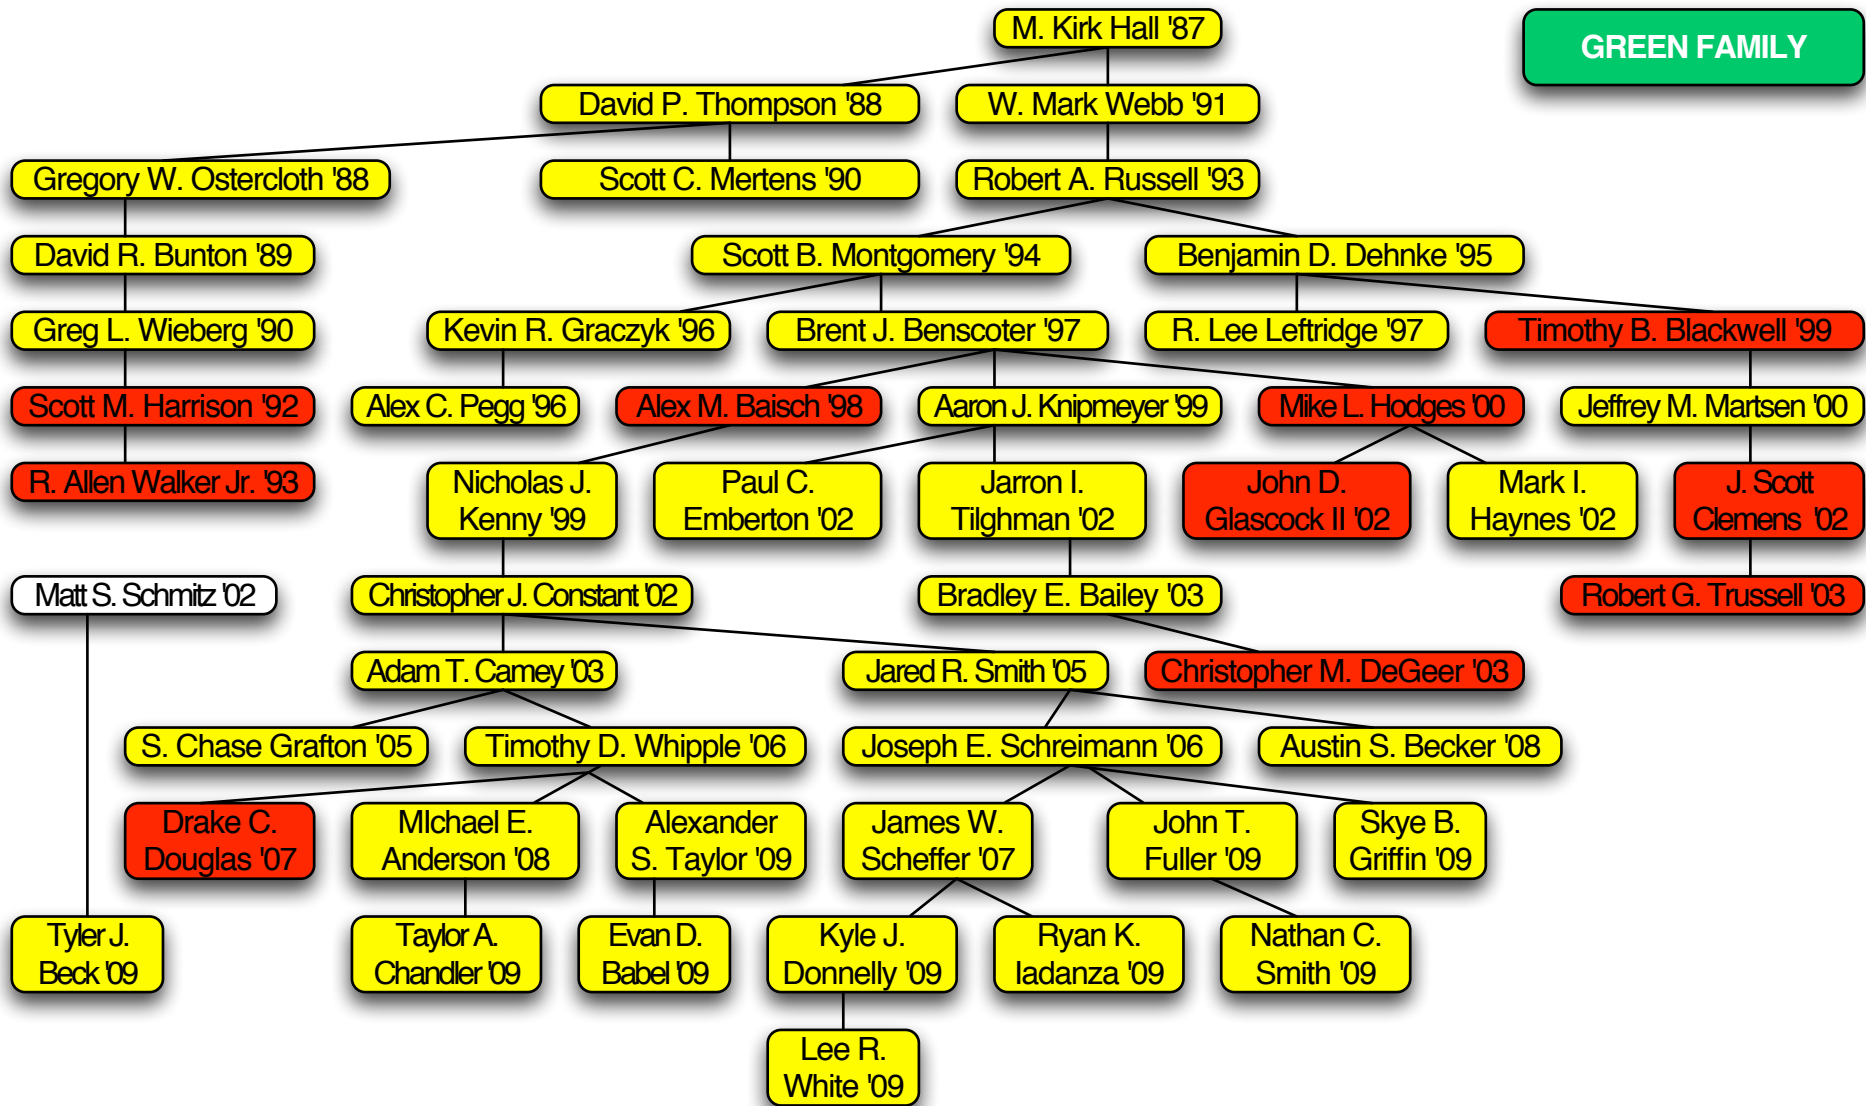 M. Kirk Hall '87
GREEN FAMILY
David P. Thompson '88
W. Mark Webb '91
Gregory W. Ostercloth '88
Scott C. Mertens '90
Robert A. Russell '93
David R. Bunton '89
Scott B. Montgomery '94
Benjamin D. Dehnke '95
Greg L. Wieberg '90
Kevin R. Graczyk '96
Brent J. Benscoter '97
R. Lee Leftridge '97
Timothy B. Blackwell '99
Scott M. Harrison '92
Alex C. Pegg '96
Alex M. Baisch '98
Aaron J. Knipmeyer '99
Mike L. Hodges '00
Jeffrey M. Martsen '00
R. Allen Walker Jr. '93
Nicholas J.
Kenny '99
Paul C.
Emberton '02
Jarron I.
Tilghman '02
John D.
Glascock II '02
Mark I.
Haynes '02
J. Scott
Clemens '02
Matt S. Schmitz '02
Christopher J. Constant '02
Bradley E. Bailey '03
Robert G. Trussell '03
Adam T. Camey '03
Jared R. Smith '05
Christopher M. DeGeer '03
S. Chase Grafton '05
Timothy D. Whipple '06
Joseph E. Schreimann '06
Austin S. Becker '08
Drake C.
Douglas '07
MIchael E.
Anderson '08
Alexander
S. Taylor '09
James W.
Scheffer '07
John T.
Fuller '09
Skye B.
Griffin '09
Tyler J.
Beck '09
Taylor A.
Chandler '09
Evan D.
Babel '09
Kyle J.
Donnelly '09
Ryan K.
Iadanza '09
Nathan C.
Smith '09
Lee R.
White '09